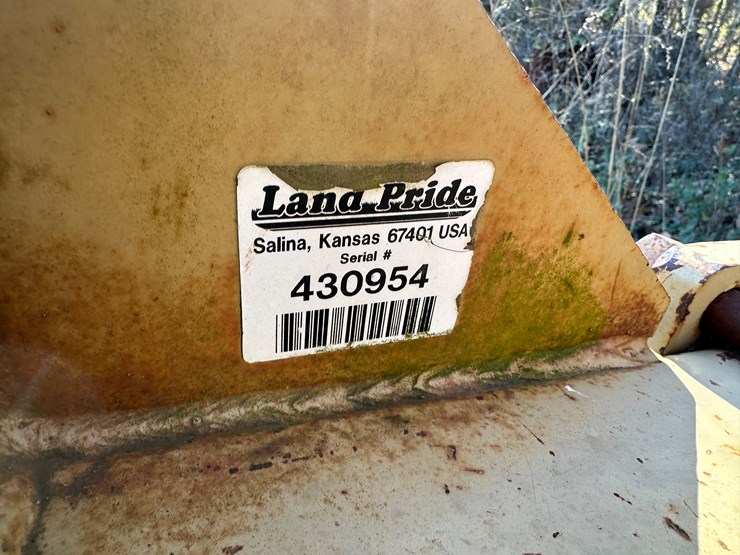 Land Pride
Salina, Kansas 67401 USA
Serial #
430954